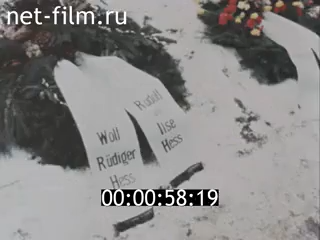 net-film.ru
Wolf
Rüdiger
Hess
Rudolf
Ilse
Hess
00:00:58:19